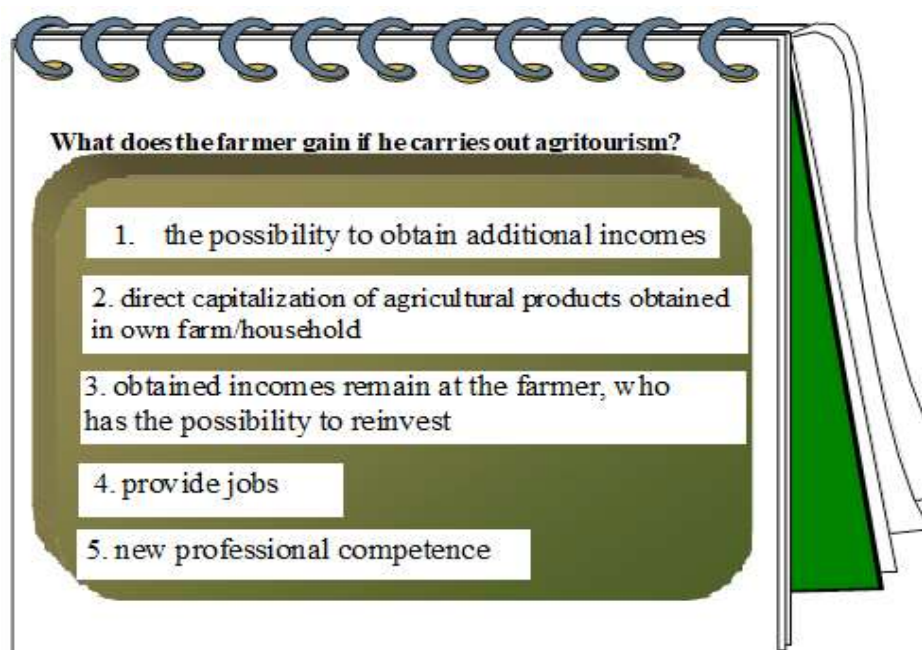 What does the farmer gain if he carries out agritourism?
1. the possibility to obtain additional incomes
2. direct capitalization of agricultural products obtained
in own farm/household
3. obtained incomes remain at the farmer, who
has the possibility to reinvest
4. provide jobs
5. new professional competence